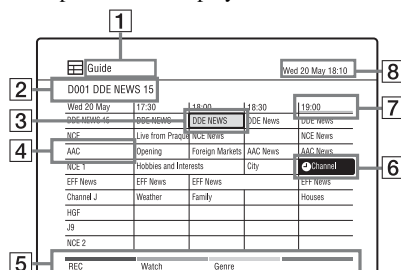 1
Guide
Wed 20 May 18:10
8
2
D001 DDE NEWS 15
Wed 20 May 17:30 18:00 18:30 19:00
7
3
DDE NEWS 15 DDE NEWS DDE NEWS DDE News DDE News
NCE Live from Praque NCE News NCE News
4
AAC Opening Foreign Markets AAC News AAC News
NCE 1 Hobbies and Interests City Channel
6
EFF News EFF News EFF News EFF News
Channel J Weather Family Houses
HGF
J9
NCE 2
5
REC Watch Genre